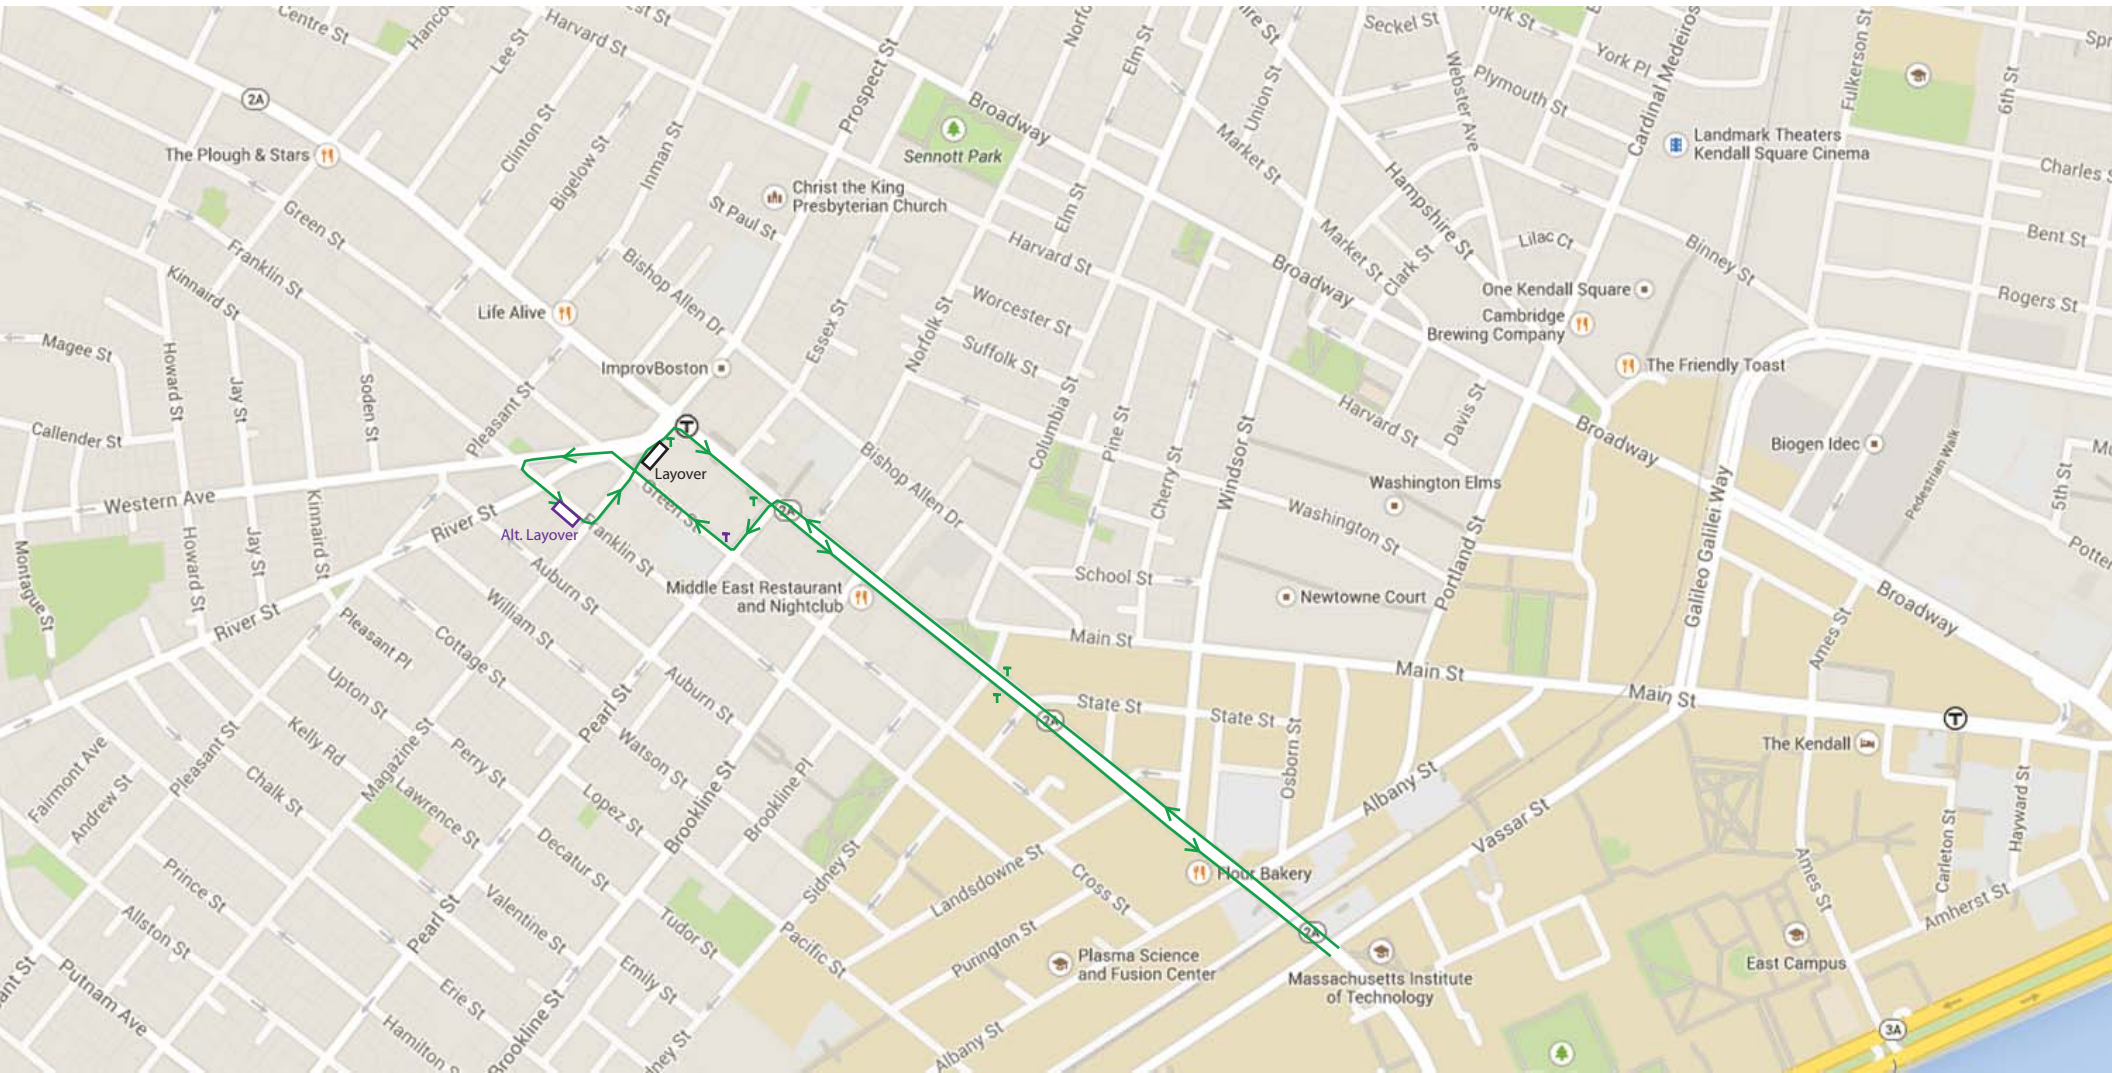 Centre St
Hancoc
Lee St
Harvard St
est St
Prospect St
Norfo
Elm St
Broadway
Union St
Seckel St
York St
York Pl
Webster Ave
Plymouth St
Cardinal Medeiros
Fulkerson St
6th St
Spr
2A
The Plough & Stars
Clinton St
Bigelow St
Inman St
Sennott Park
Market St
Hampshire St
Landmark Theaters
Kendall Square Cinema
Charles S
Green St
Franklin St
Kinnaird St
St Paul St
Christ the King
Presbyterian Church
Elm St
Harvard St
Market St
Clark St
Lilac Ct
Binney St
Bent St
Life Alive
Bishop Allen Dr
Essex St
Norfolk St
Worcester St
Suffolk St
Broadway
One Kendall Square
Cambridge
Brewing Company
Rogers St
Magee St
Howard St
Jay St
Soden St
Pleasant St
ImprovBoston
T
Columbia St
Pine St
Cherry St
Windsor St
Harvard St
Davis St
The Friendly Toast
Broadway
Biogen Idec
Pedestrian Walk
5th St
Callender St
Western Ave
Kinnaird St
River St
Layover
Green St
Alt. Layover
Franklin St
T
T
T
2A
Bishop Allen Dr
Washington Elms
Washington St
Portland St
Galileo Galilei Way
Potter
Montague St
Howard St
Jay St
River St
Auburn St
William St
Cottage St
Pleasant Pl
Upton St
Middle East Restaurant
and Nightclub
School St
Newtowne Court
Main St
Main St
Main St
Ames St
Broadway
T
T
T
2A
State St
State St
Osborn St
Albany St
Vassar St
The Kendall
Hayward St
Carleton St
Amherst St
Ames St
Fairmont Ave
Andrew St
Pleasant St
Kelly Rd
Chalk St
Magazine St
Perry St
Lawrence St
Pearl St
Auburn St
Watson St
Lopez St
Brookline St
Brookline Pl
Decatur St
Sidney St
Landsdowne St
Cross St
Flour Bakery
2A
Prince St
Allston St
Pearl St
Valentine St
Tudor St
Pacific St
Purington St
Plasma Science
and Fusion Center
Massachusetts Institute
of Technology
East Campus
Putnam Ave
Erie St
Emily St
Hamilton S
Brookline St
dney St
Albany St
3A